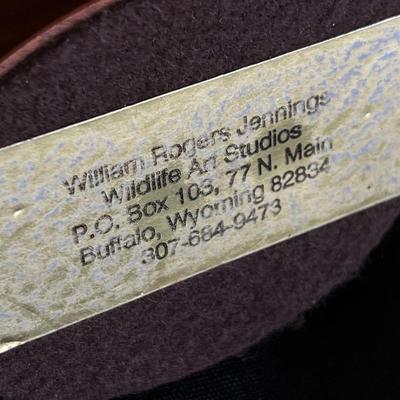 William Rogers Jennings
Wildlife Art Studios
P.O. Box 103, 77 N. Main
Buffalo, Wyoming 82834
307-684-9473